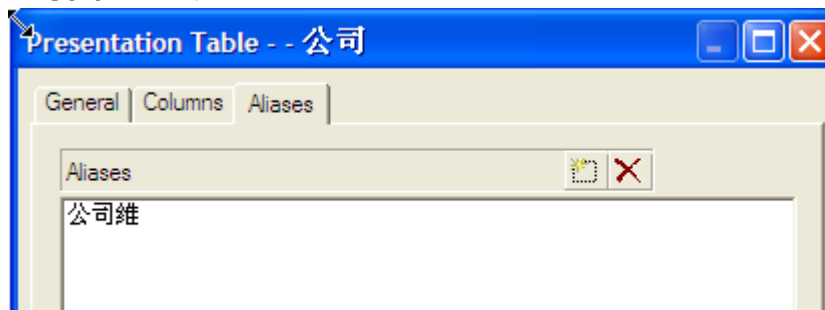 Presentation Table - - 公司
General Columns Aliases
Aliases
公司維